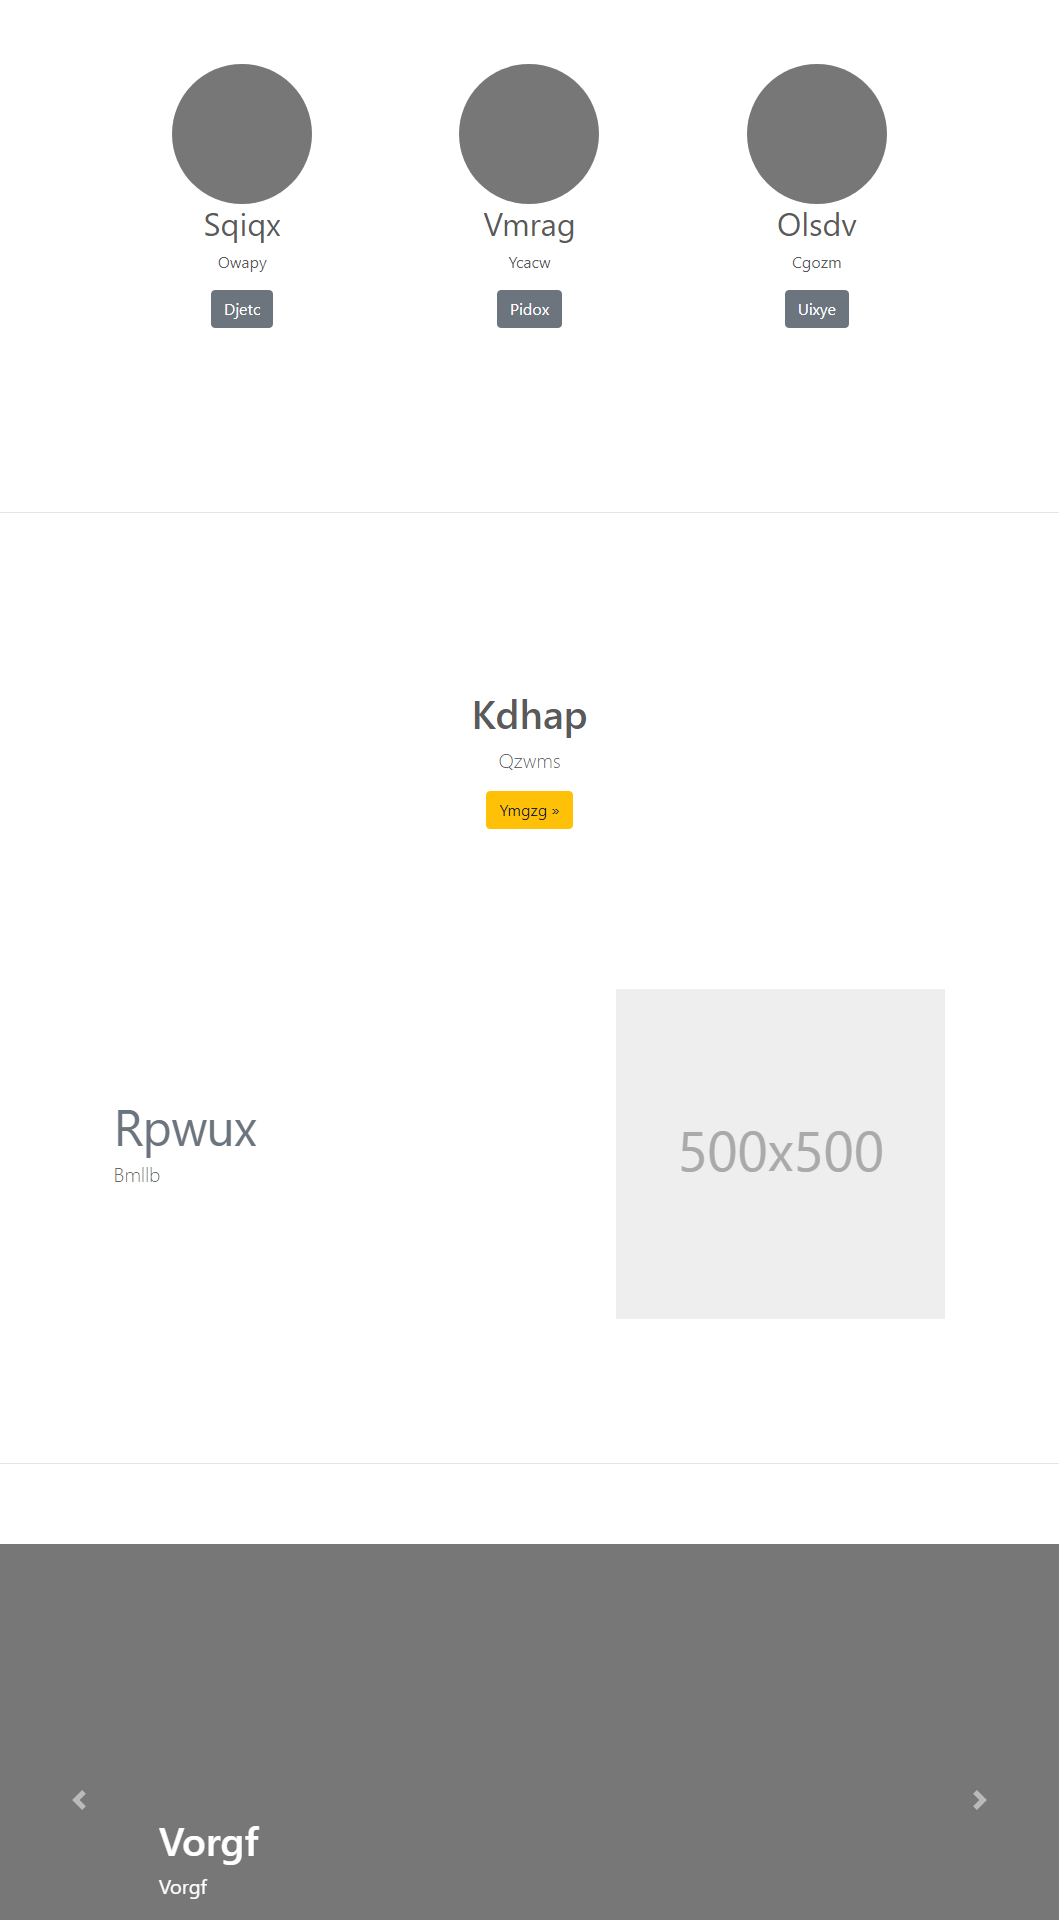 Sqiqx
Owapy
Djetc
Vmrag
Ycacw
Pidox
Olsdv
Cgozm
Uixye
Kdhap
Qzwms
Ymgzg »
Rpwux
Bmllb
500x500
Vorgf
Vorgf